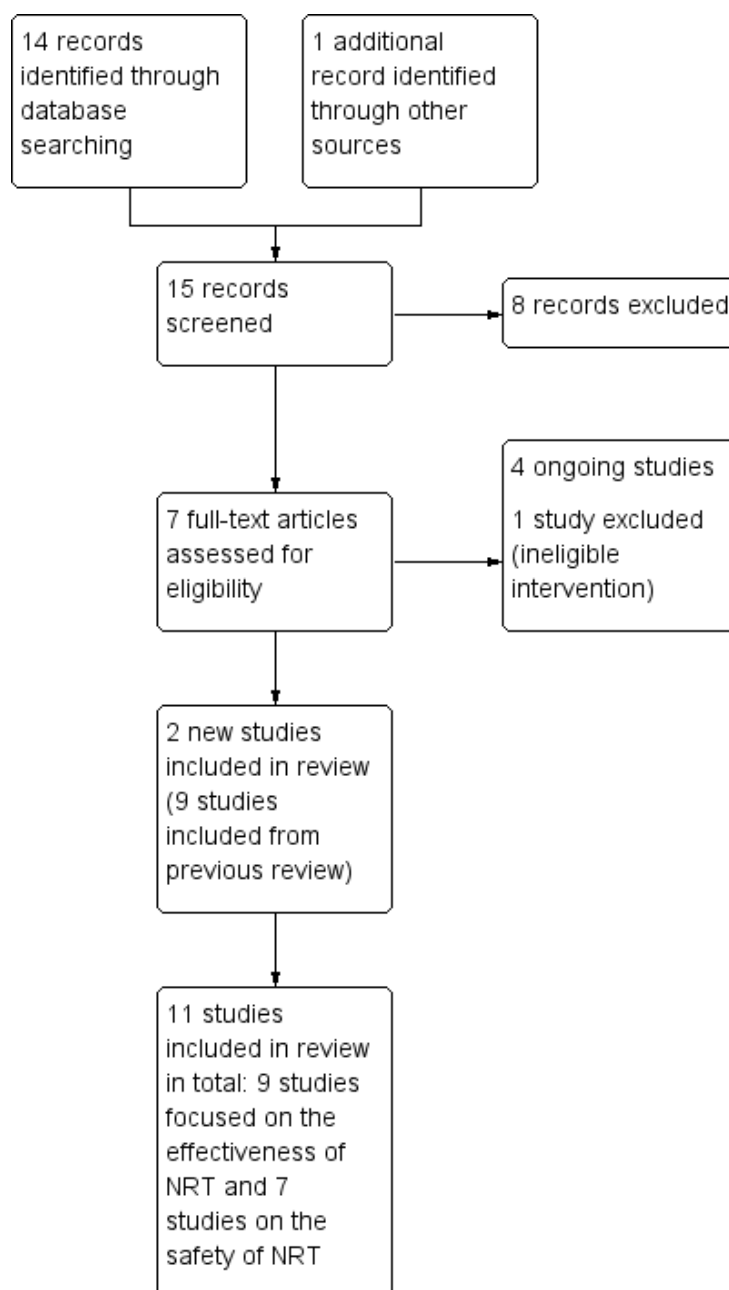 14 records
identified through
database
searching
1 additional
record identified
through other
sources
15 records
screened
8 records excluded
7 full-text articles
assessed for
eligibility
4 ongoing studies
1 study excluded
(ineligible
intervention)
2 new studies
included in review
(9 studies
included from
previous review)
11 studies
included in review
in total: 9 studies
focused on the
effectiveness of
NRT and 7
studies on the
safety of NRT